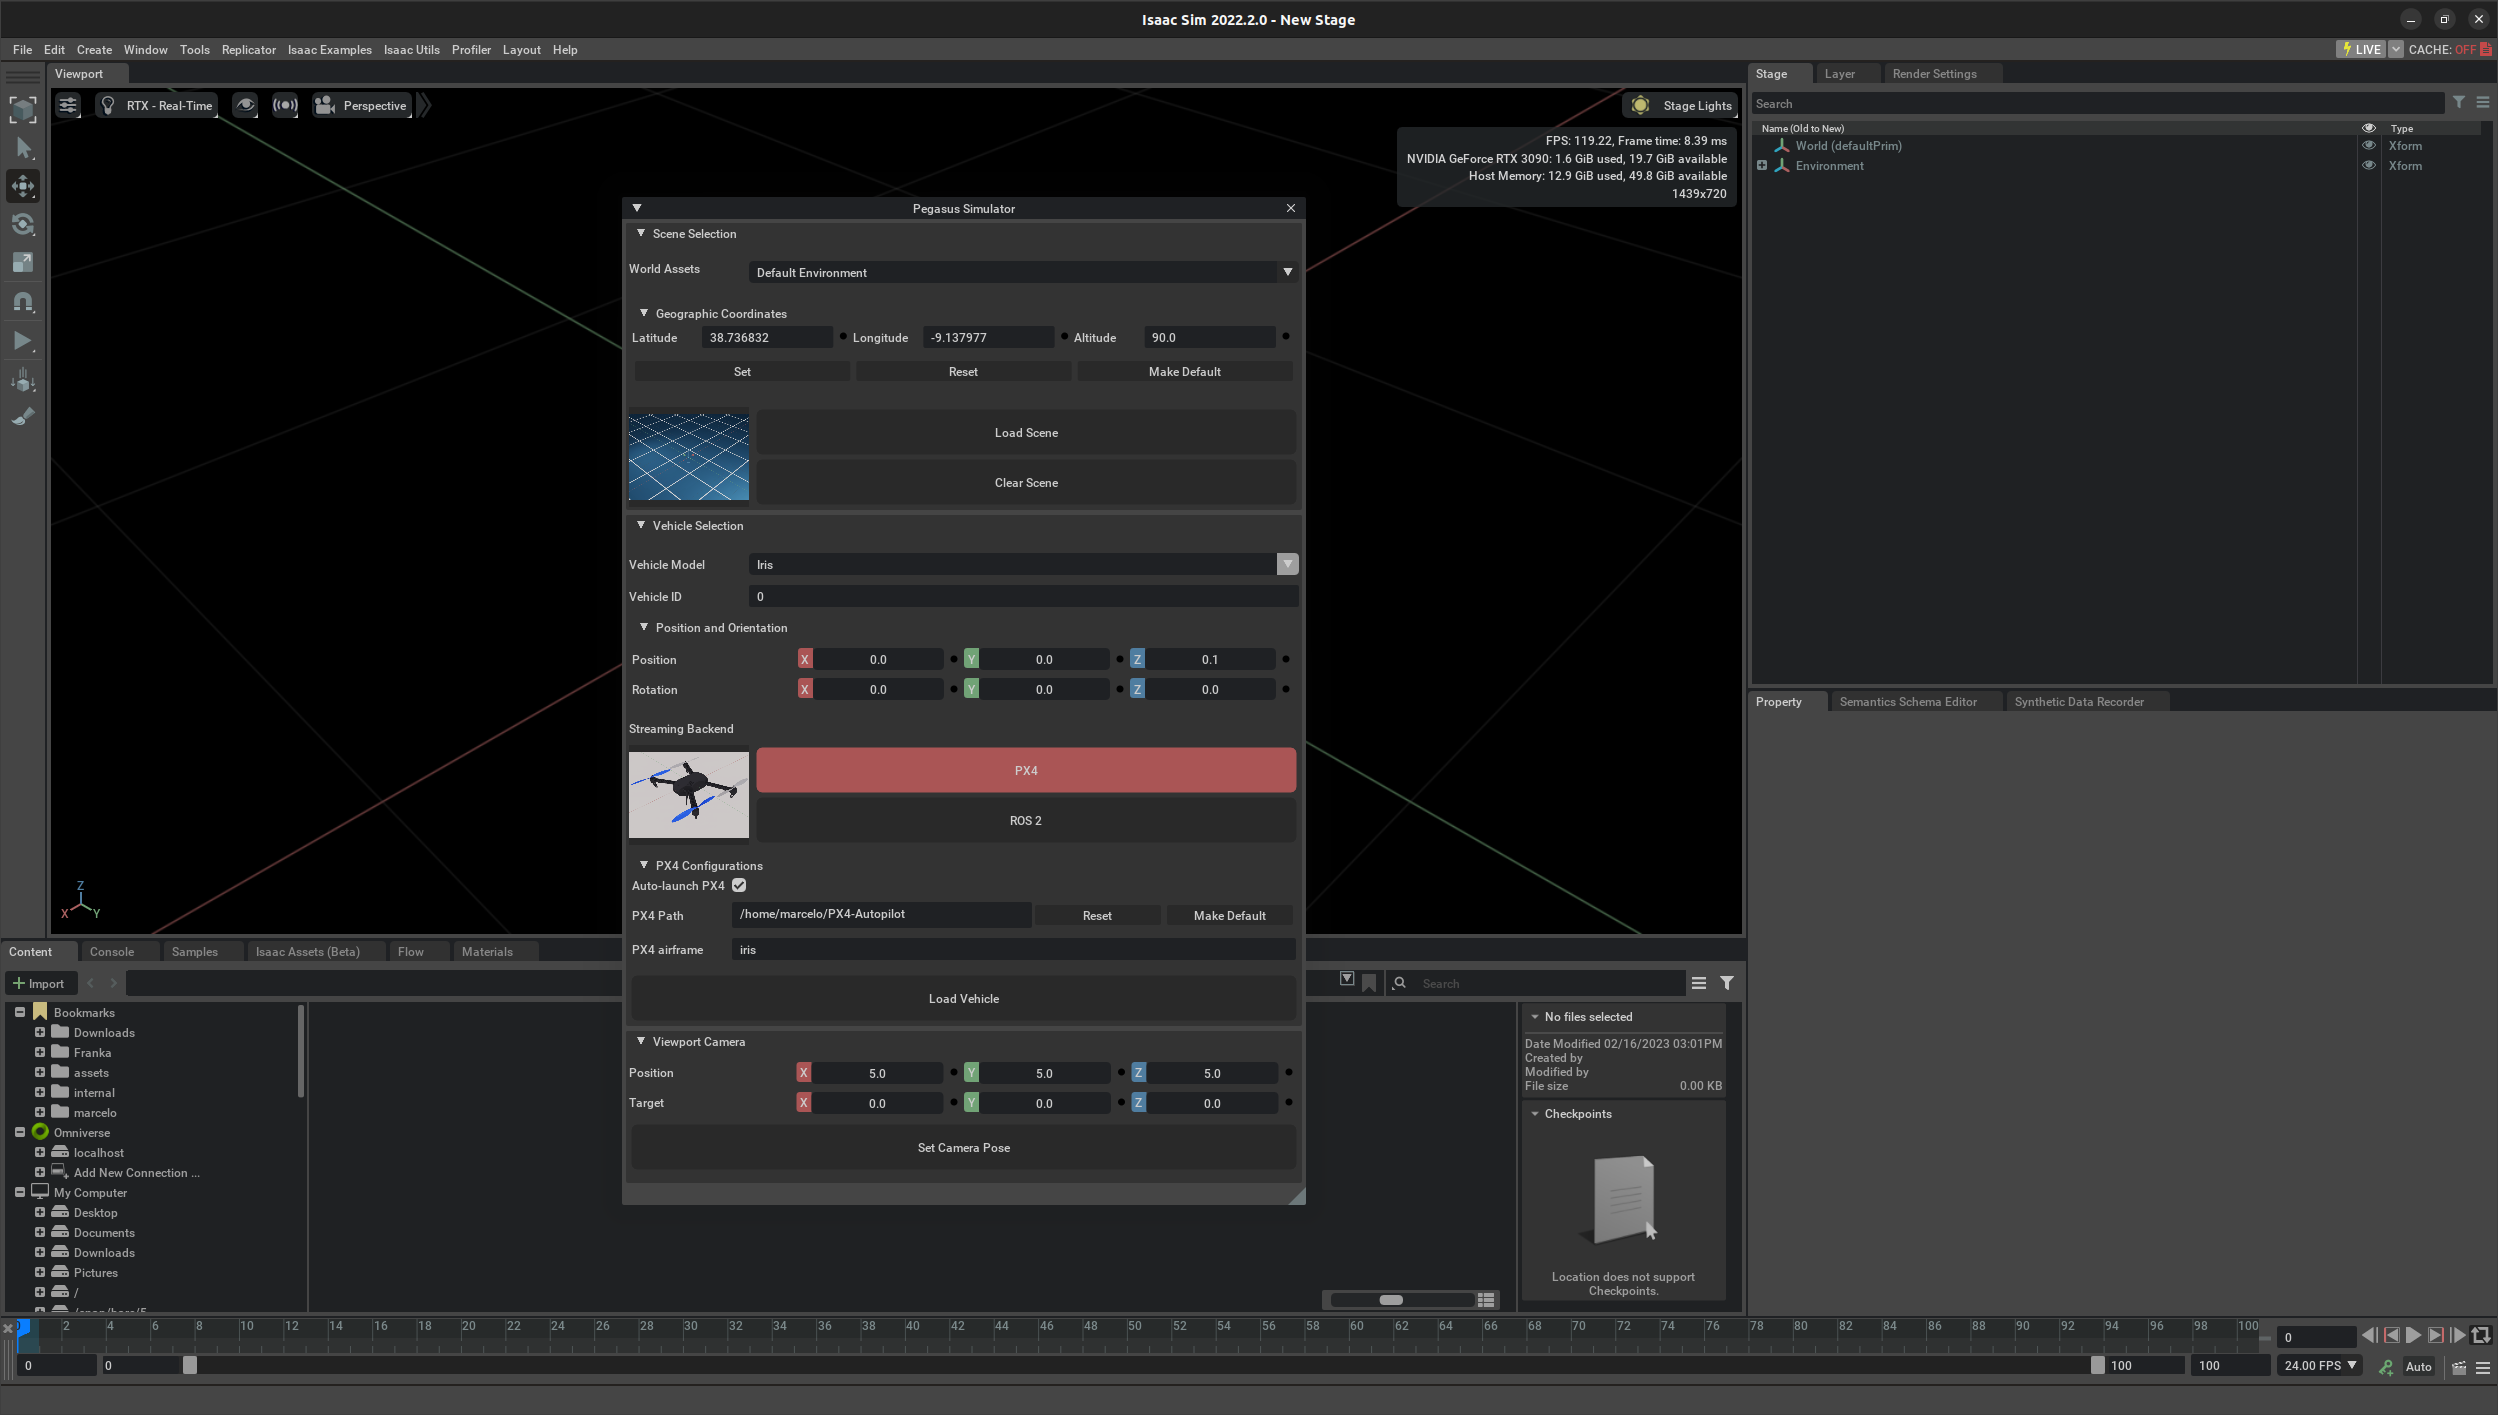 Isaac Sim 2022.2.0 - New Stage
File Edit Create Window Tools Replicator Isaac Examples Isaac Utils Profiler Layout Help
LIVE CACHE: OFF
Viewport
RTX - Real-Time
Perspective
Stage Lights
FPS: 119.22, Frame time: 8.39 ms
NVIDIA GeForce RTX 3090: 1.6 GiB used, 19.7 GiB available
Host Memory: 12.9 GiB used, 49.8 GiB available
1439x720
Z
X Y
Stage Layer Render Settings
Search
Name (Old to New) Type
World (defaultPrim) Xform
Environment Xform
Pegasus Simulator
Scene Selection
World Assets Default Environment
Geographic Coordinates
Latitude 38.736832 Longitude -9.137977 Altitude 90.0
Set Reset Make Default
Load Scene
Clear Scene
Vehicle Selection
Vehicle Model Iris
Vehicle ID 0
Position and Orientation
Position X 0.0 Y 0.0 Z 0.1
Rotation X 0.0 Y 0.0 Z 0.0
Streaming Backend
PX4
ROS 2
PX4 Configurations
Auto-launch PX4
PX4 Path /home/marcelo/PX4-Autopilot Reset Make Default
PX4 airframe iris
Load Vehicle
Viewport Camera
Position X 5.0 Y 5.0 Z 5.0
Target X 0.0 Y 0.0 Z 0.0
Set Camera Pose
Property Semantics Schema Editor Synthetic Data Recorder
Content Console Samples Isaac Assets (Beta) Flow Materials
Import
Search
Bookmarks
Downloads
Franka
assets
internal
marcelo
Omniverse
localhost
Add New Connection ...
My Computer
Desktop
Documents
Downloads
Pictures
/
No files selected
Date Modified 02/16/2023 03:01PM
Created by
Modified by
File size 0.00 KB
Checkpoints
Location does not support
Checkpoints.
0 2 4 6 8 10 12 14 16 18 20 22 24 26 28 30 32 34 36 38 40 42 44 46 48 50 52 54 56 58 60 62 64 66 68 70 72 74 76 78 80 82 84 86 88 90 92 94 96 98 100
0
0 0 100 100 24.00 FPS Auto